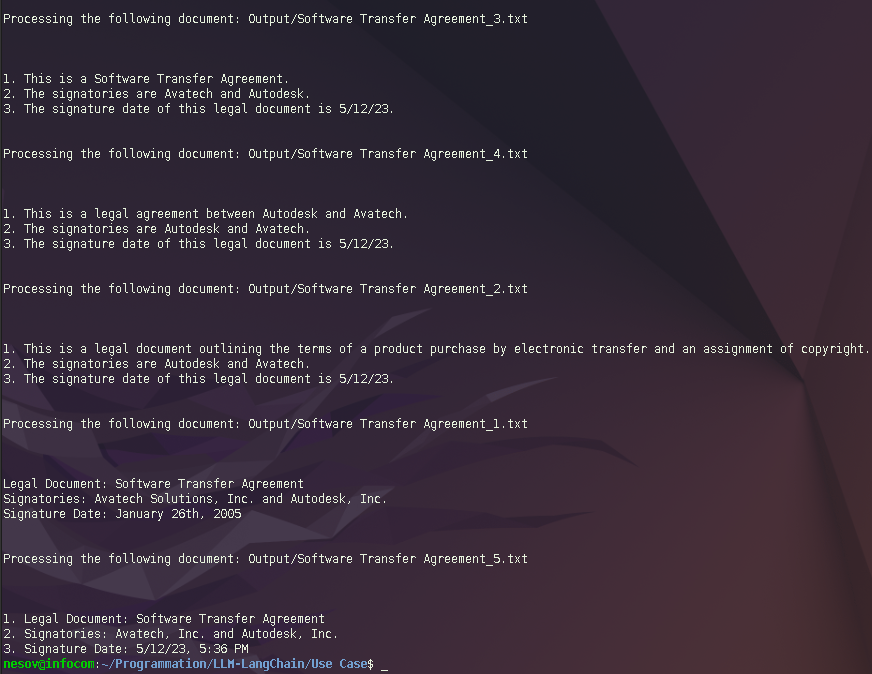 Processing the following document: Output/Software Transfer Agreement_3.txt
1. This is a Software Transfer Agreement.
2. The signatories are Avatech and Autodesk.
3. The signature date of this legal document is 5/12/23.
Processing the following document: Output/Software Transfer Agreement_4.txt
1. This is a legal agreement between Autodesk and Avatech.
2. The signatories are Autodesk and Avatech.
3. The signature date of this legal document is 5/12/23.
Processing the following document: Output/Software Transfer Agreement_2.txt
1. This is a legal document outlining the terms of a product purchase by electronic transfer and an assignment of copyright.
2. The signatories are Autodesk and Avatech.
3. The signature date of this legal document is 5/12/23.
Processing the following document: Output/Software Transfer Agreement_1.txt
Legal Document: Software Transfer Agreement
Signatories: Avatech Solutions, Inc. and Autodesk, Inc.
Signature Date: January 26th, 2005
Processing the following document: Output/Software Transfer Agreement_5.txt
1. Legal Document: Software Transfer Agreement
2. Signatories: Avatech, Inc. and Autodesk, Inc.
3. Signature Date: 5/12/23, 5:36 PM
nesov@infocom:~/Programmation/LLM-LangChain/Use Case$ _